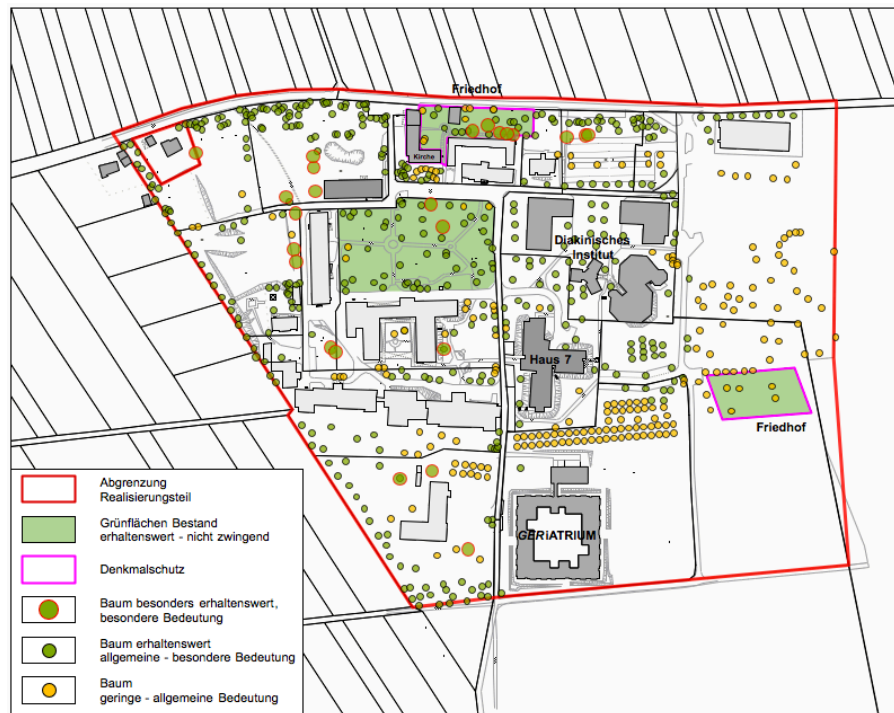 Friedhof
Kirche
Diakinisches
Institut
Haus 7
Friedhof
GERiATRIUM
Abgrenzung
Realisierungsteil
Grünflächen Bestand
erhaltenswert - nicht zwingend
Denkmalschutz
Baum besonders erhaltenswert,
besondere Bedeutung
Baum erhaltenswert
allgemeine - besondere Bedeutung
Baum
geringe - allgemeine Bedeutung